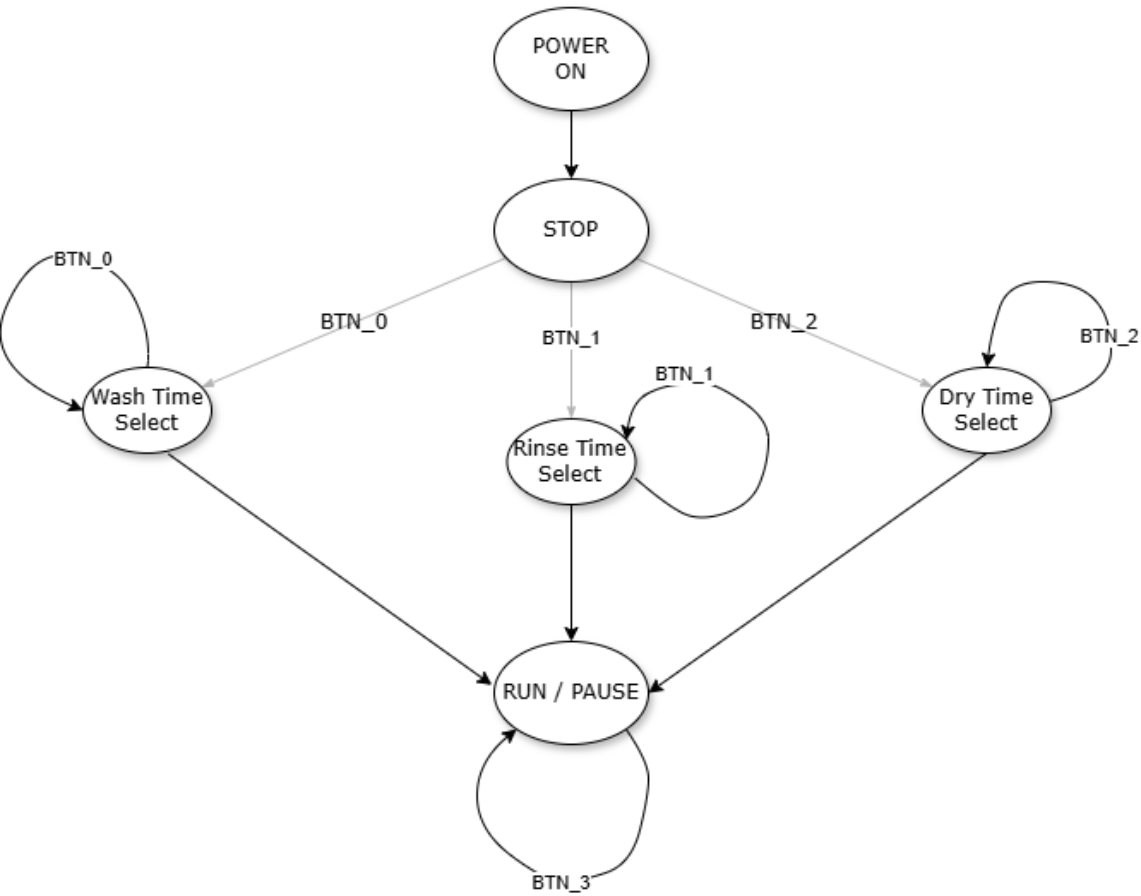 POWER
ON
STOP
BTN_0
BTN_0
BTN_1
BTN_2
BTN_2
Wash Time
Select
BTN_1
Dry Time
Select
Rinse Time
Select
RUN / PAUSE
BTN_3